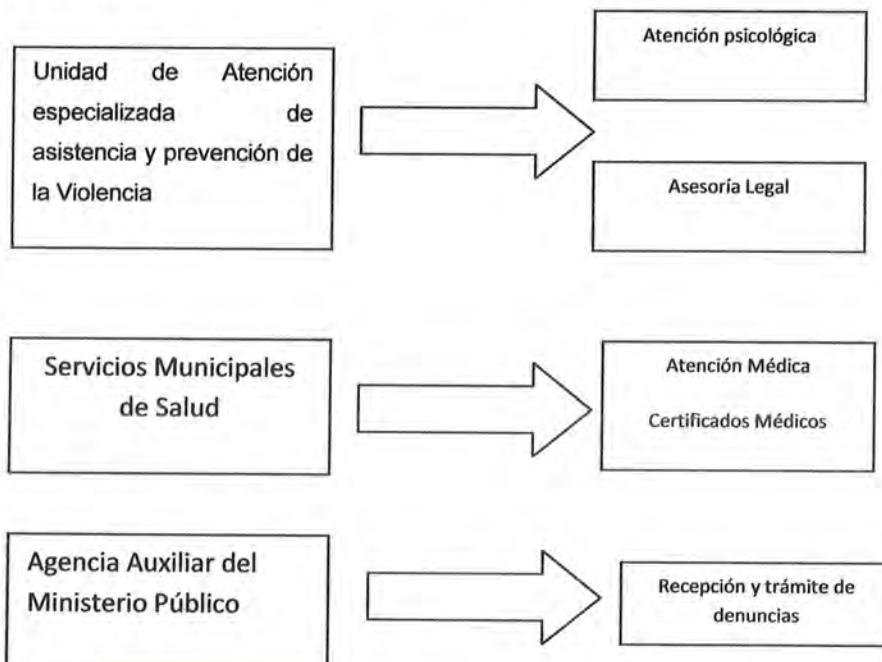 Unidad de Atención
especializada de
asistencia y prevención de
la Violencia
Atención psicológica
Asesoría Legal
Servicios Municipales
de Salud
Atención Médica
Certificados Médicos
Agencia Auxiliar del
Ministerio Público
Recepción y trámite de
denuncias